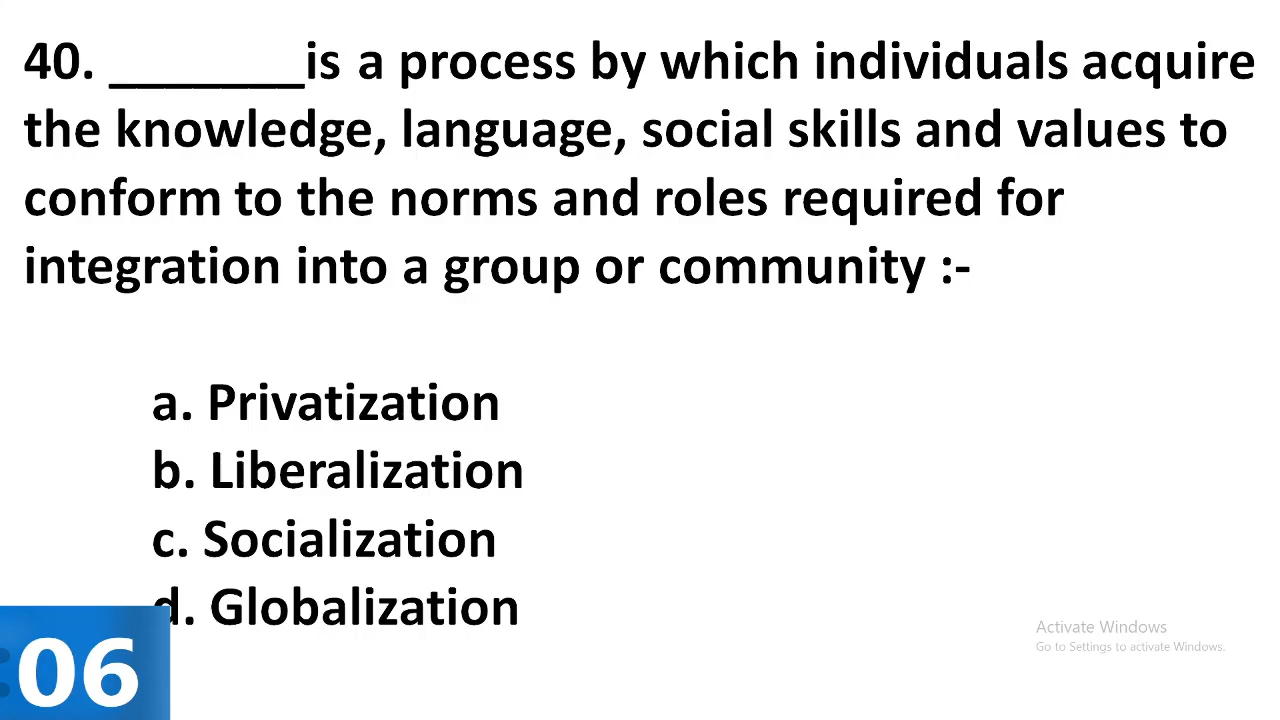 40. _______is a process by which individuals acquire
the knowledge, language, social skills and values to
conform to the norms and roles required for
integration into a group or community :-
a. Privatization
b. Liberalization
c. Socialization
d. Globalization
06
Activate Windows
Go to Settings to activate Windows.